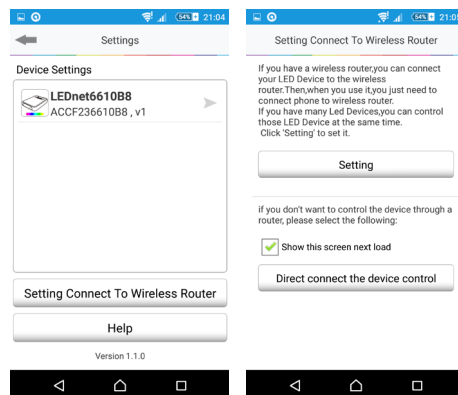 54% 21:04
Settings
Device Settings
LEDnet6610B8
ACCF236610B8 , v1
Setting Connect To Wireless Router
Help
Version 1.1.0
54% 21:05
Setting Connect To Wireless Router
If you have a wireless router,you can connect
your LED Device to the wireless
router.Then,when you use it,you just need to
connect phone to wireless router.
If you have many Led Devices,you can control
those LED Device at the same time.
Click 'Setting' to set it.
Setting
if you don't want to control the device through a
router, please select the following:
Show this screen next load
Direct connect the device control